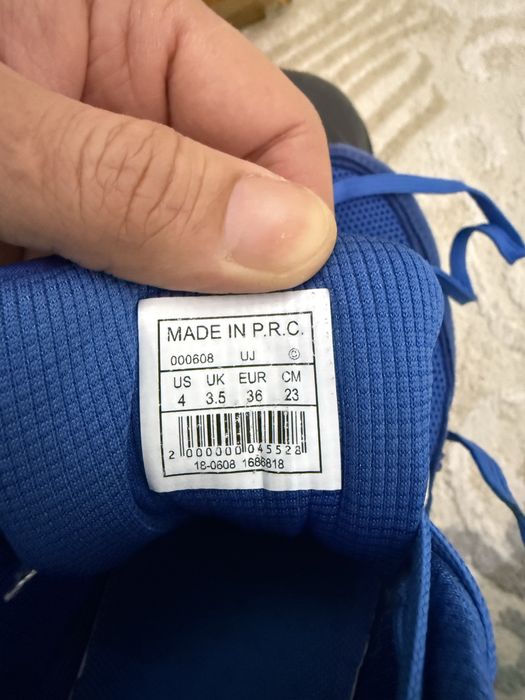 MADE IN P.R.C.
000608 UJ ©
US UK EUR CM
4 3.5 36 23
2 000000 045528
18-0608 1686818